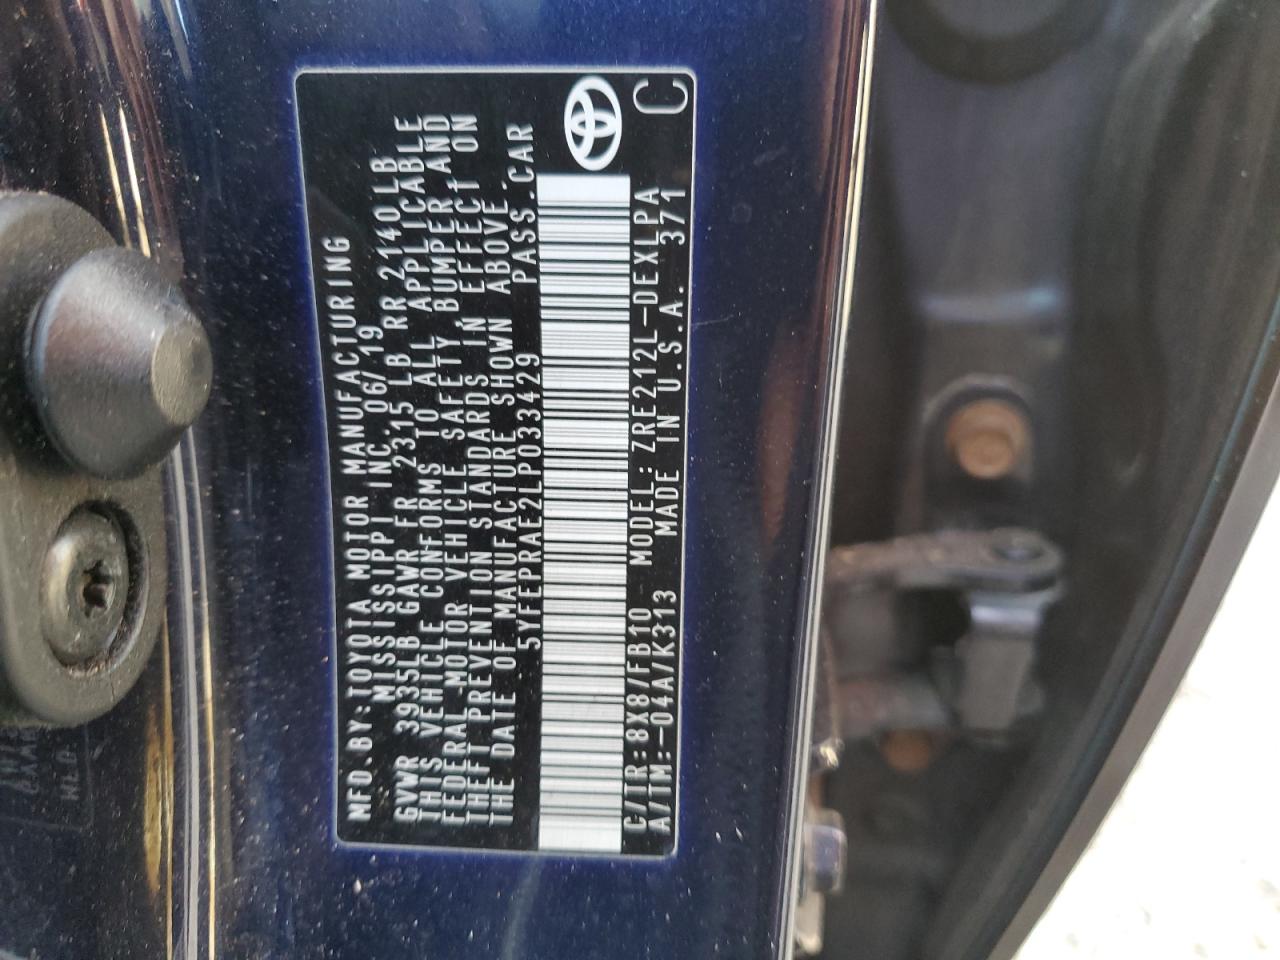 MFD.BY:TOYOTA MOTOR MANUFACTURING
MISSISSIPPI INC. 06/19
GVWR 3935LB GAWR FR 2315 LB RR 2140LB
THIS VEHICLE CONFORMS TO ALL APPLICABLE
FEDERAL MOTOR VEHICLE SAFETY, BUMPER, AND
THEFT PREVENTION STANDARDS IN EFFECT ON
THE DATE OF MANUFACTURE SHOWN ABOVE.
5YFEPRAE2LP033429 PASS.CAR
C/TR:8X8/FB10 MODEL:ZRE212L-DEXLPA
A/TM:-04A/K313 MADE IN U.S.A. 371 C